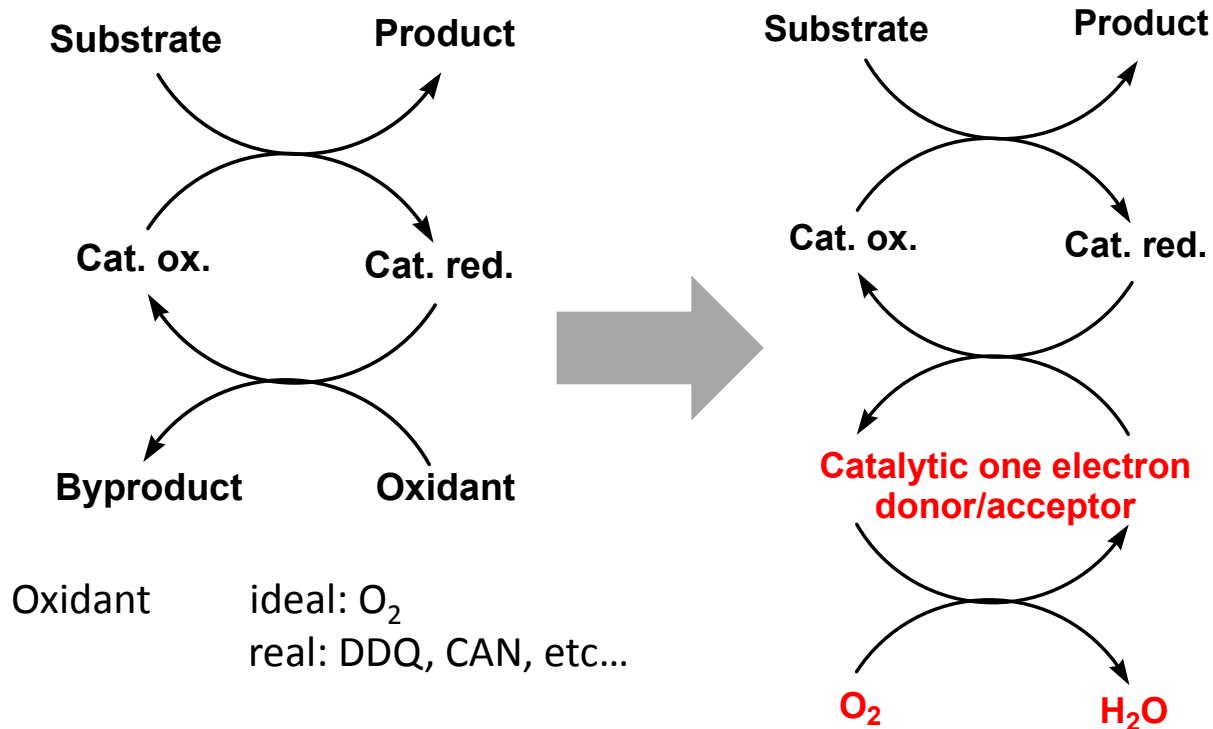 Substrate
Product
Cat. ox.
Cat. red.
Byproduct
Oxidant
Oxidant ideal: O₂
real: DDQ, CAN, etc...
Substrate
Product
Cat. ox.
Cat. red.
Catalytic one electron
donor/acceptor
O₂
H₂O